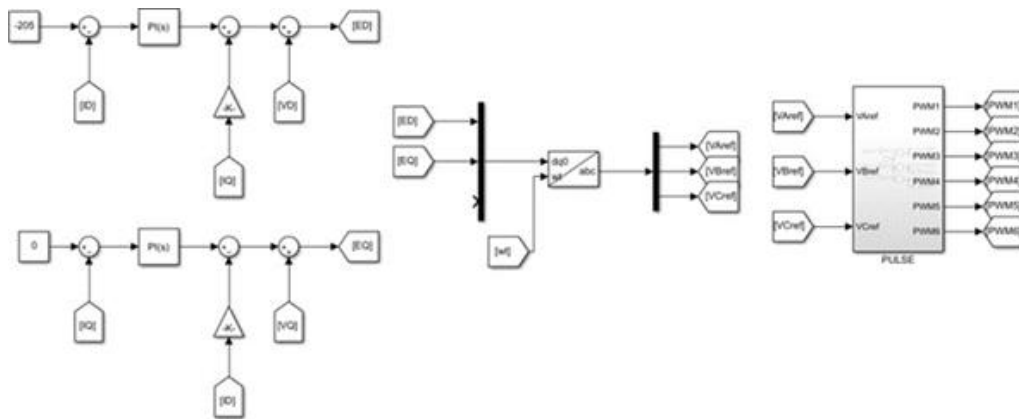 -205
PI(s)
[ED]
[ID]
-K-
[VD]
[IQ]
0
PI(s)
[EQ]
[IQ]
-K-
[VQ]
[ID]
[ED]
[EQ]
dq0
wt
abc
[wt]
[VAref]
[VBref]
[VCref]
[VAref]
[VBref]
[VCref]
VAref
VBref
VCref
PWM1
PWM2
PWM3
PWM4
PWM5
PWM6
[PWM1]
[PWM2]
[PWM3]
[PWM4]
[PWM5]
[PWM6]
PULSE